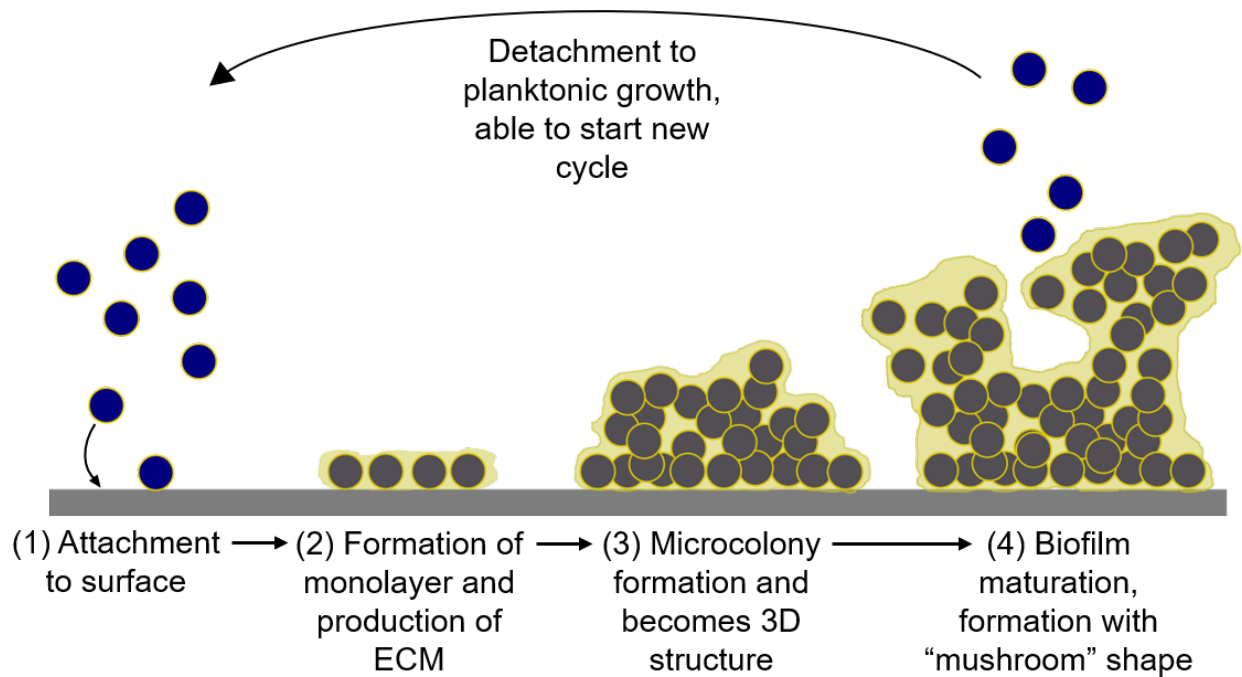 Detachment to
planktonic growth,
able to start new
cycle
(1) Attachment
to surface
(2) Formation of
monolayer and
production of
ECM
(3) Microcolony
formation and
becomes 3D
structure
(4) Biofilm
maturation,
formation with
“mushroom” shape